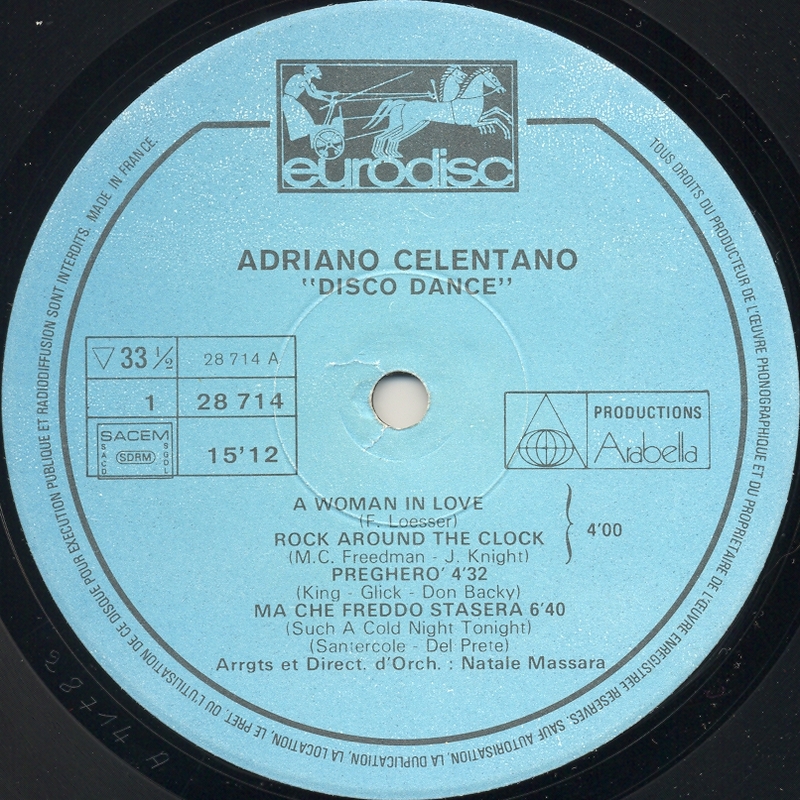 eurodisc
ADRIANO CELENTANO
"DISCO DANCE"
▽ 33 ½
28 714 A
1
28 714
SACEM
SACD
SDRM
SGDL
15'12
PRODUCTIONS
Arabella
A WOMAN IN LOVE
(F. Loesser)
ROCK AROUND THE CLOCK
(M.C. Freedman - J. Knight)
4'00
PREGHERO' 4'32
(King - Glick - Don Backy)
MA CHE FREDDO STASERA 6'40
(Such A Cold Night Tonight)
(Santercole - Del Prete)
Arrgts et Direct. d'Orch. : Natale Massara
TOUS DROITS DU PRODUCTEUR DE L'ŒUVRE PHONOGRAPHIQUE ET DU PROPRIETAIRE DE L'ŒUVRE ENREGISTREE RESERVES. SAUF AUTORISATION, LA DUPLICATION, LA LOCATION, LE PRET, OU L'UTILISATION DE CE DISQUE POUR EXECUTION PUBLIQUE ET RADIODIFFUSION SONT INTERDITS. MADE IN FRANCE.
28714 A